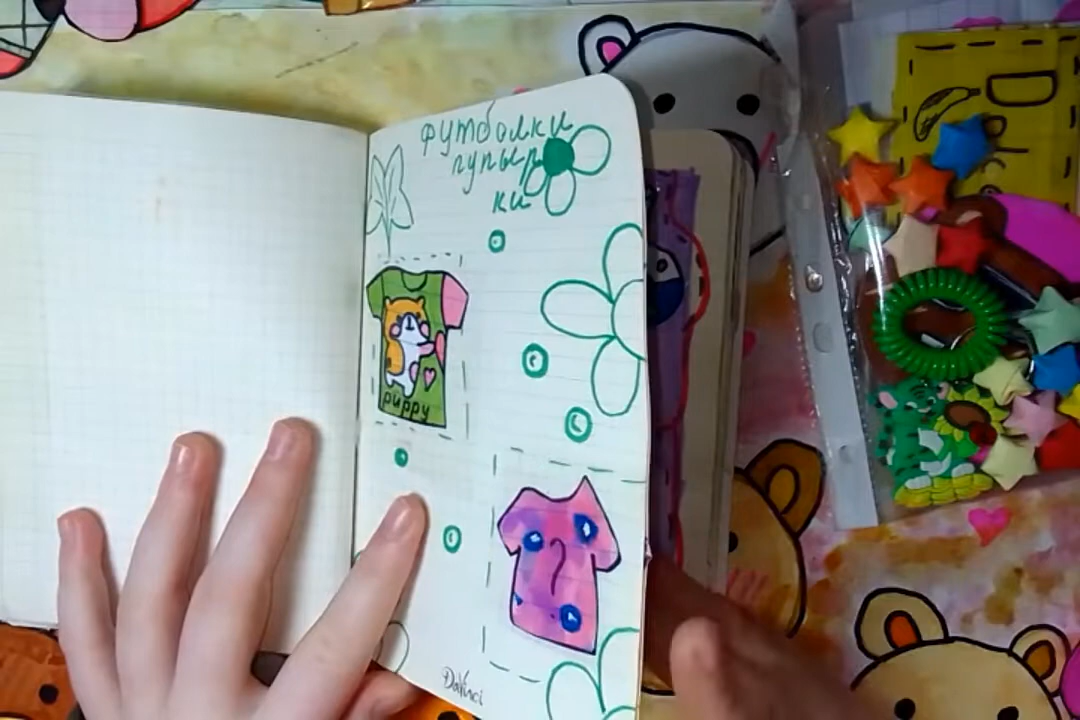 футболки
пупыр
ки
puppy
DaVinci